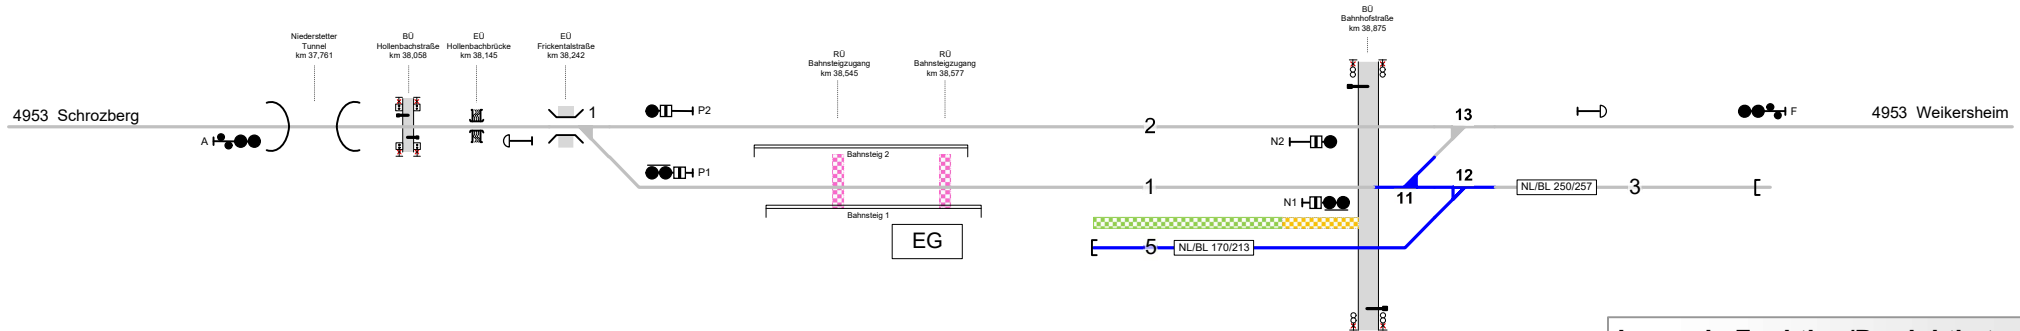 Niederstetter
Tunnel
km 37,761
BÜ
Hollenbachstraße
km 38,058
EÜ
Hollenbachbrücke
km 38,145
EÜ
Frickentalstraße
km 38,242
RÜ
Bahnsteigzugang
km 38,545
RÜ
Bahnsteigzugang
km 38,577
BÜ
Bahnhofstraße
km 38,875
4953 Schrozberg
A
1
P2
2
N2
13
F
4953 Weikersheim
Bahnsteig 2
P1
1
N1
11
12
NL/BL 250/257
3
Bahnsteig 1
EG
5
NL/BL 170/213